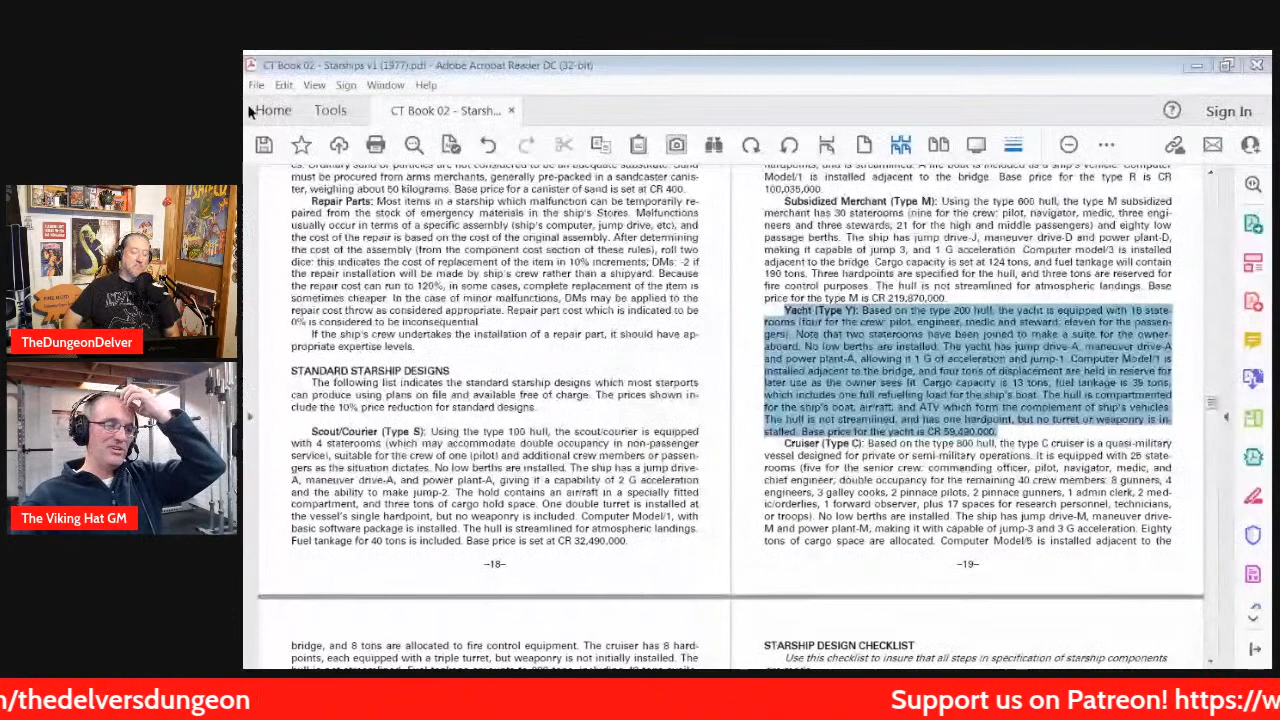 CT Book 02 - Starships v1 (1977).pdf - Adobe Acrobat Reader DC (32-bit)
File Edit View Sign Window Help
Home Tools CT Book 02 - Starsh... ×
Sign In
must be procured from arms merchants, generally pre-packed in a sandcaster canis-
ter, weighing about 50 kilograms. Base price for a canister of sand is set at CR 400.
Repair Parts: Most items in a starship which malfunction can be temporarily re-
paired from the stock of emergency materials in the ship's Stores. Malfunctions
usually occur in terms of a specific assembly (ship's computer, jump drive, etc), and
the cost of the repair is based on the cost of the original assembly. After determining
the cost of the assembly (from the component cost section of these rules), roll two
dice: this indicates the cost of replacement of the item in 10% increments; DMs: -2 if
the repair installation will be made by ship's crew rather than a shipyard. Because
the repair cost can run to 120%, in some cases, complete replacement of the item is
sometimes cheaper. In the case of minor malfunctions, DMs may be applied to the
repair cost throw as considered appropriate. Repair part cost which is indicated to be
0% is considered to be inconsequential.
If the ship's crew undertakes the installation of a repair part, it should have ap-
propriate expertise levels.
STANDARD STARSHIP DESIGNS
The following list indicates the standard starship designs which most starports
can produce using plans on file and available free of charge. The prices shown in-
clude the 10% price reduction for standard designs.
Scout/Courier (Type S): Using the type 100 hull, the scout/courier is equipped
with 4 staterooms (which may accommodate double occupancy in non-passenger
service), suitable for the crew of one (pilot) and additional crew members or passen-
gers as the situation dictates. No low berths are installed. The ship has a jump drive-
A, maneuver drive-A, and power plant-A, giving it a capability of 2 G acceleration
and the ability to make jump-2. The hold contains an air/raft in a specially fitted
compartment, and three tons of cargo hold space. One double turret is installed at
the vessel's single hardpoint, but no weaponry is included. Computer Model/1, with
basic software package is installed. The hull is streamlined for atmospheric landings.
Fuel tankage for 40 tons is included. Base price is set at CR 32,490,000.
-18-
hardpoints, and is streamlined. A life boat is included as a ship's vehicle. Computer
Model/1 is installed adjacent to the bridge. Base price for the type R is CR
100,035,000.
Subsidized Merchant (Type M): Using the type 600 hull, the type M subsidized
merchant has 30 staterooms (nine for the crew: pilot, navigator, medic, three engi-
neers and three stewards, 21 for the high and middle passengers) and eighty low
passage berths. The ship has jump drive-J, maneuver drive-D and power plant-D,
making it capable of jump 3, and 1 G acceleration. Computer model/3 is installed
adjacent to the bridge. Cargo capacity is set at 124 tons, and fuel tankage will contain
190 tons. Three hardpoints are specified for the hull, and three tons are reserved for
fire control purposes. The hull is not streamlined for atmospheric landings. Base
price for the type M is CR 219,870,000.
Yacht (Type Y): Based on the type 200 hull, the yacht is equipped with 16 state-
rooms (four for the crew: pilot, engineer, medic and steward; eleven for the passen-
gers). Note that two staterooms have been joined to make a suite for the owner-
aboard. No low berths are installed. The yacht has jump drive-A, maneuver drive-A
and power plant-A, allowing it 1 G of acceleration and jump-1. Computer Model/1 is
installed adjacent to the bridge, and four tons of displacement are held in reserve for
later use as the owner sees fit. Cargo capacity is 13 tons, fuel tankage is 39 tons,
which includes one full refuelling load for the ship's boat. The hull is compartmented
for the ship's boat, air/raft, and ATV which form the complement of ship's vehicles.
The hull is not streamlined, and has one hardpoint, but no turret or weaponry is in-
stalled. Base price for the yacht is CR 59,490,000.
Cruiser (Type C): Based on the type 800 hull, the type C cruiser is a quasi-military
vessel designed for private or semi-military operations. It is equipped with 25 state-
rooms (five for the senior crew: commanding officer, pilot, navigator, medic, and
chief engineer; double occupancy for the remaining 40 crew members: 8 gunners, 4
engineers, 3 galley cooks, 2 pinnace pilots, 2 pinnace gunners, 1 admin clerk, 2 med-
ic/orderlies, 1 forward observer, plus 17 spaces for research personnel, technicians,
or troops). No low berths are installed. The ship has jump drive-M, maneuver drive-
M and power plant-M, making it with capable of jump-3 and 3 G acceleration. Eighty
tons of cargo space are allocated. Computer Model/5 is installed adjacent to the
-19-
bridge, and 8 tons are allocated to fire control equipment. The cruiser has 8 hard-
points, each equipped with a triple turret, but weaponry is not initially installed. The
STARSHIP DESIGN CHECKLIST
Use this checklist to insure that all steps in specification of starship components
TheDungeonDelver
The Viking Hat GM
n/thedelversdungeon
Support us on Patreon! https://w